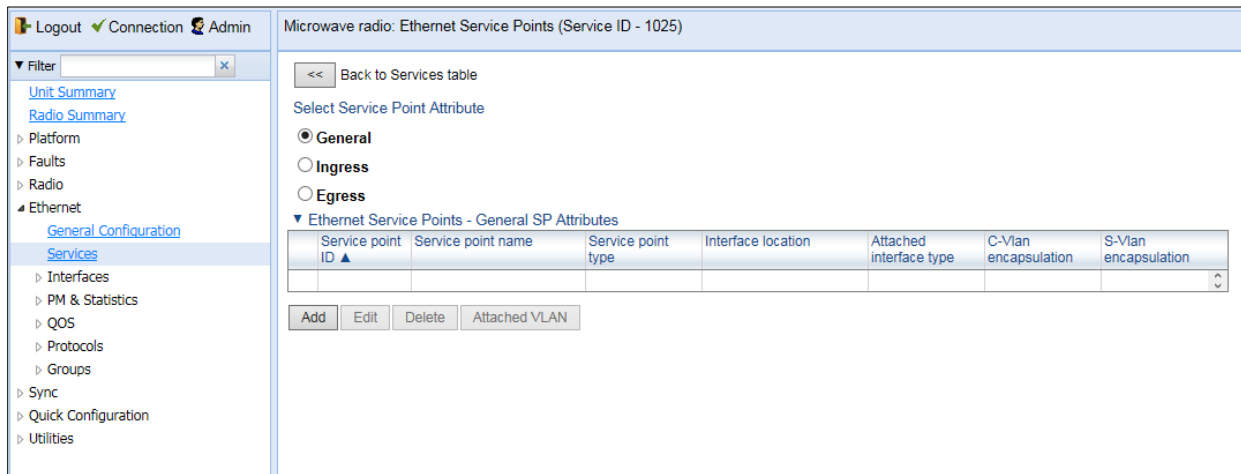 Logout Connection Admin
Microwave radio: Ethernet Service Points (Service ID - 1025)
Filter
Unit Summary
Radio Summary
Platform
Faults
Radio
Ethernet
General Configuration
Services
Interfaces
PM & Statistics
QOS
Protocols
Groups
Sync
Quick Configuration
Utilities
<< Back to Services table
Select Service Point Attribute
General
Ingress
Egress
Ethernet Service Points - General SP Attributes
Service point Service point name Service point Interface location Attached C-Vlan S-Vlan
ID ▲ type interface type encapsulation encapsulation
Add Edit Delete Attached VLAN